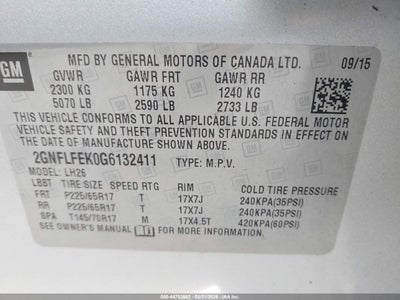 GM
MFD BY GENERAL MOTORS OF CANADA LTD. 09/15
GVWR GAWR FRT GAWR RR
2300 KG 1175 KG 1240 KG
5070 LB 2590 LB 2733 LB
THIS VEHICLE CONFORMS TO ALL APPLICABLE U.S. FEDERAL MOTOR
VEHICLE SAFETY, BUMPER, AND THEFT PREVENTION STANDARDS IN EFFECT ON THE
DATE OF MANUFACTURE SHOWN ABOVE.
2GNFLFEK0G6132411 TYPE: M.P.V.
MODEL: LH26
LBBT TIRE SIZE SPEED RTG RIM COLD TIRE PRESSURE
FRT P225/65R17 T 17X7J 240KPA(35PSI)
RR P225/65R17 T 17X7J 240KPA(35PSI)
SPA T145/70R17 M 17X4.5T 420KPA(60PSI)
SEE OWNER'S MANUAL FOR MORE INFORMATION.